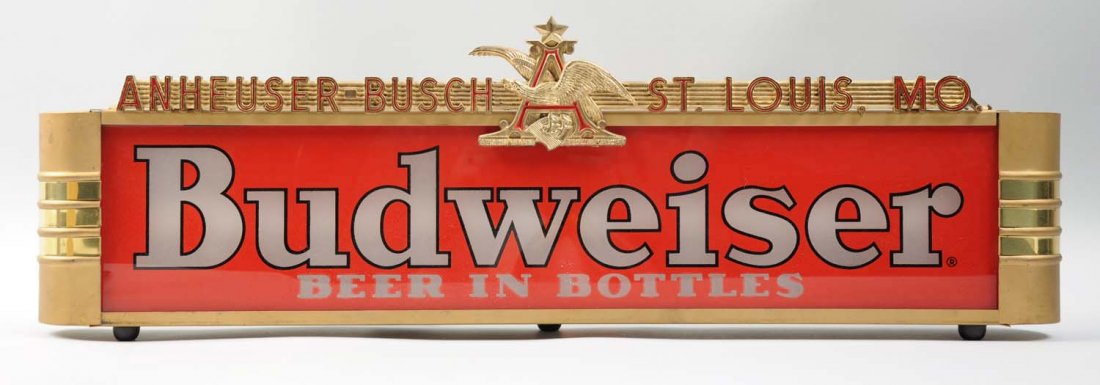 ANHEUSER-BUSCH A ST. LOUIS, MO
Budweiser®
BEER IN BOTTLES